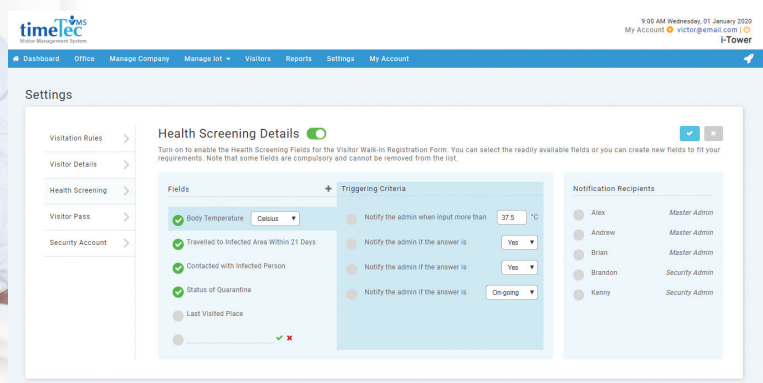 timeTec VMS
Visitor Management System
9:00 AM Wednesday, 01 January 2020
My Account victor@email.com |
i-Tower
Dashboard Office Manage Company Manage Iot Visitors Reports Settings My Account
Settings
Visitation Rules
Visitor Details
Health Screening
Visitor Pass
Security Account
Health Screening Details
Turn on to enable the Health Screening Fields for the Visitor Walk-In Registration Form. You can select the readily available fields or you can create new fields to fit your
requirements. Note that some fields are compulsory and cannot be removed from the list.
Fields
Body Temperature Celsius
Travelled to Infected Area Within 21 Days
Contacted with Infected Person
Status of Quarantine
Last Visited Place
Triggering Criteria
Notify the admin when input more than 37.5 °C
Notify the admin if the answer is Yes
Notify the admin if the answer is Yes
Notify the admin if the answer is On-going
Notification Recipients
Alex Master Admin
Andrew Master Admin
Brian Master Admin
Brandon Security Admin
Kenny Security Admin